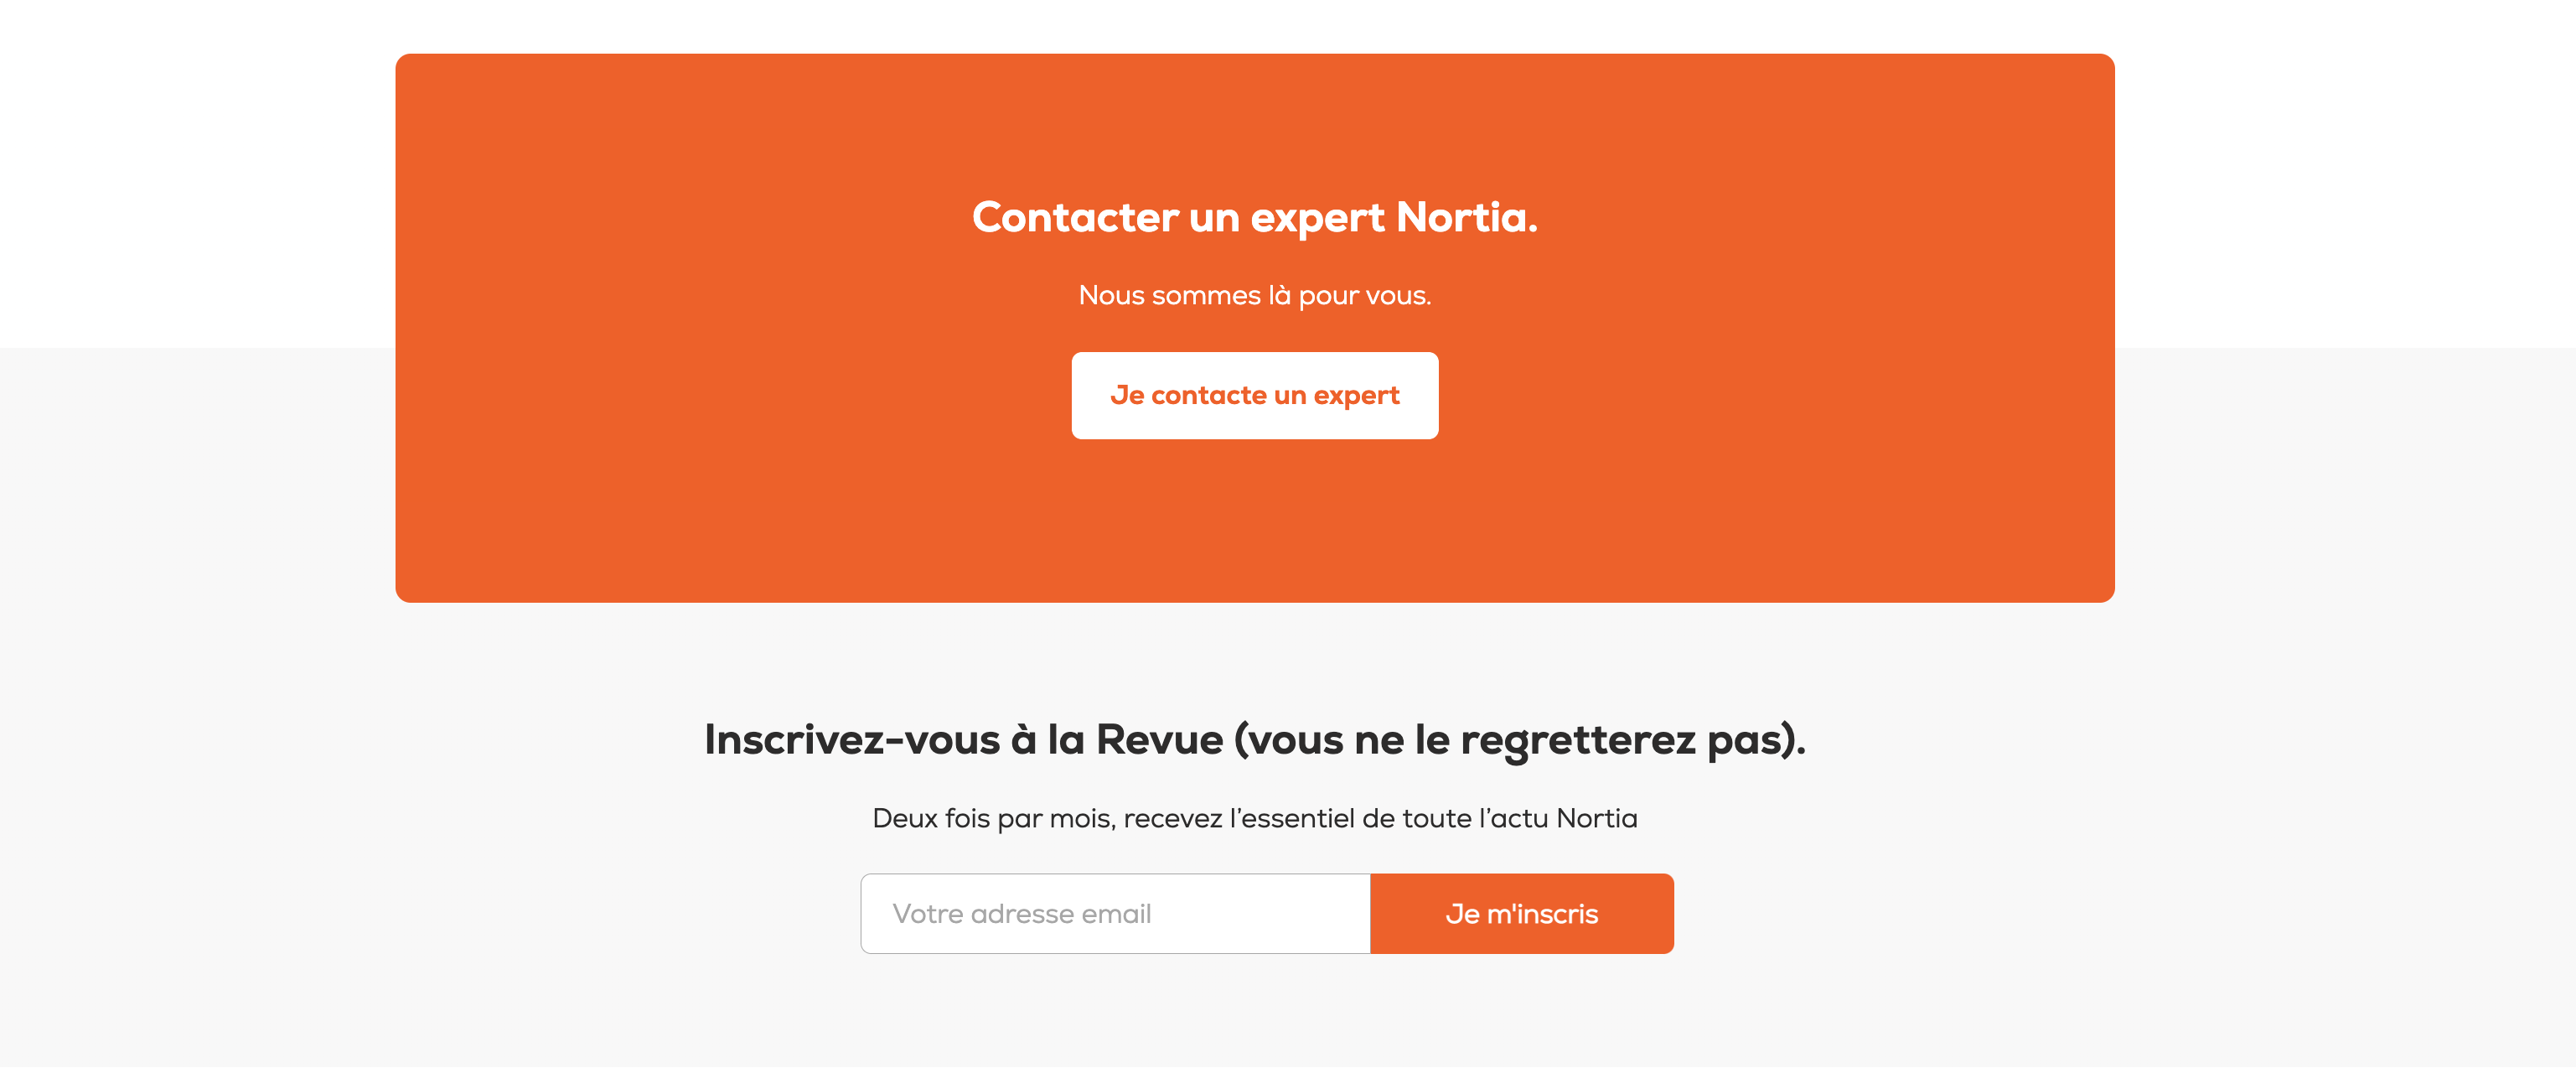 Contacter un expert Nortia.
Nous sommes là pour vous.
Je contacte un expert
Inscrivez-vous à la Revue (vous ne le regretterez pas).
Deux fois par mois, recevez l’essentiel de toute l’actu Nortia
Votre adresse email
Je m'inscris